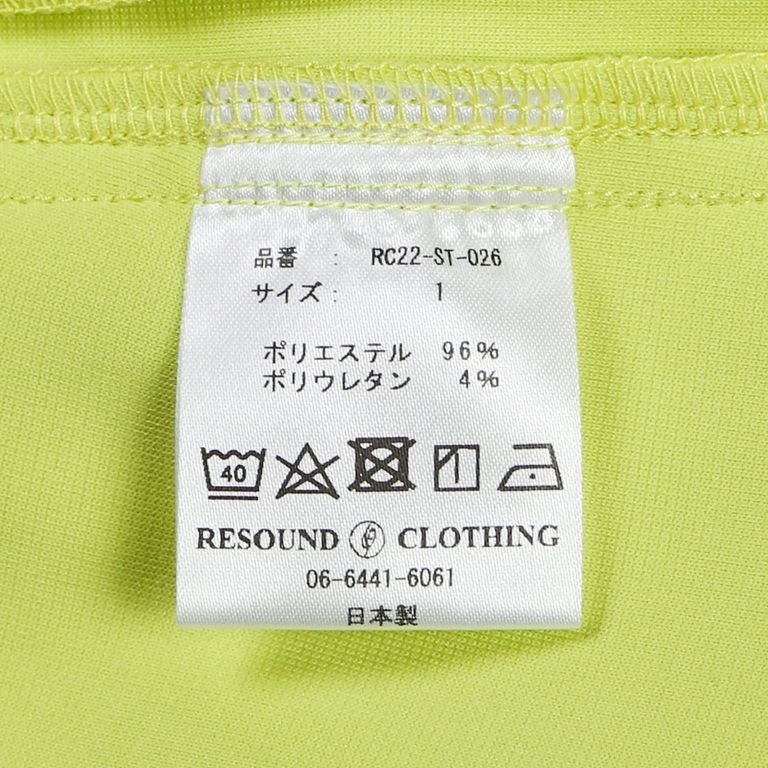 品番 : RC22-ST-026
サイズ : 1
ポリエステル 96%
ポリウレタン 4%
40
RESOUND CLOTHING
06-6441-6061
日本製